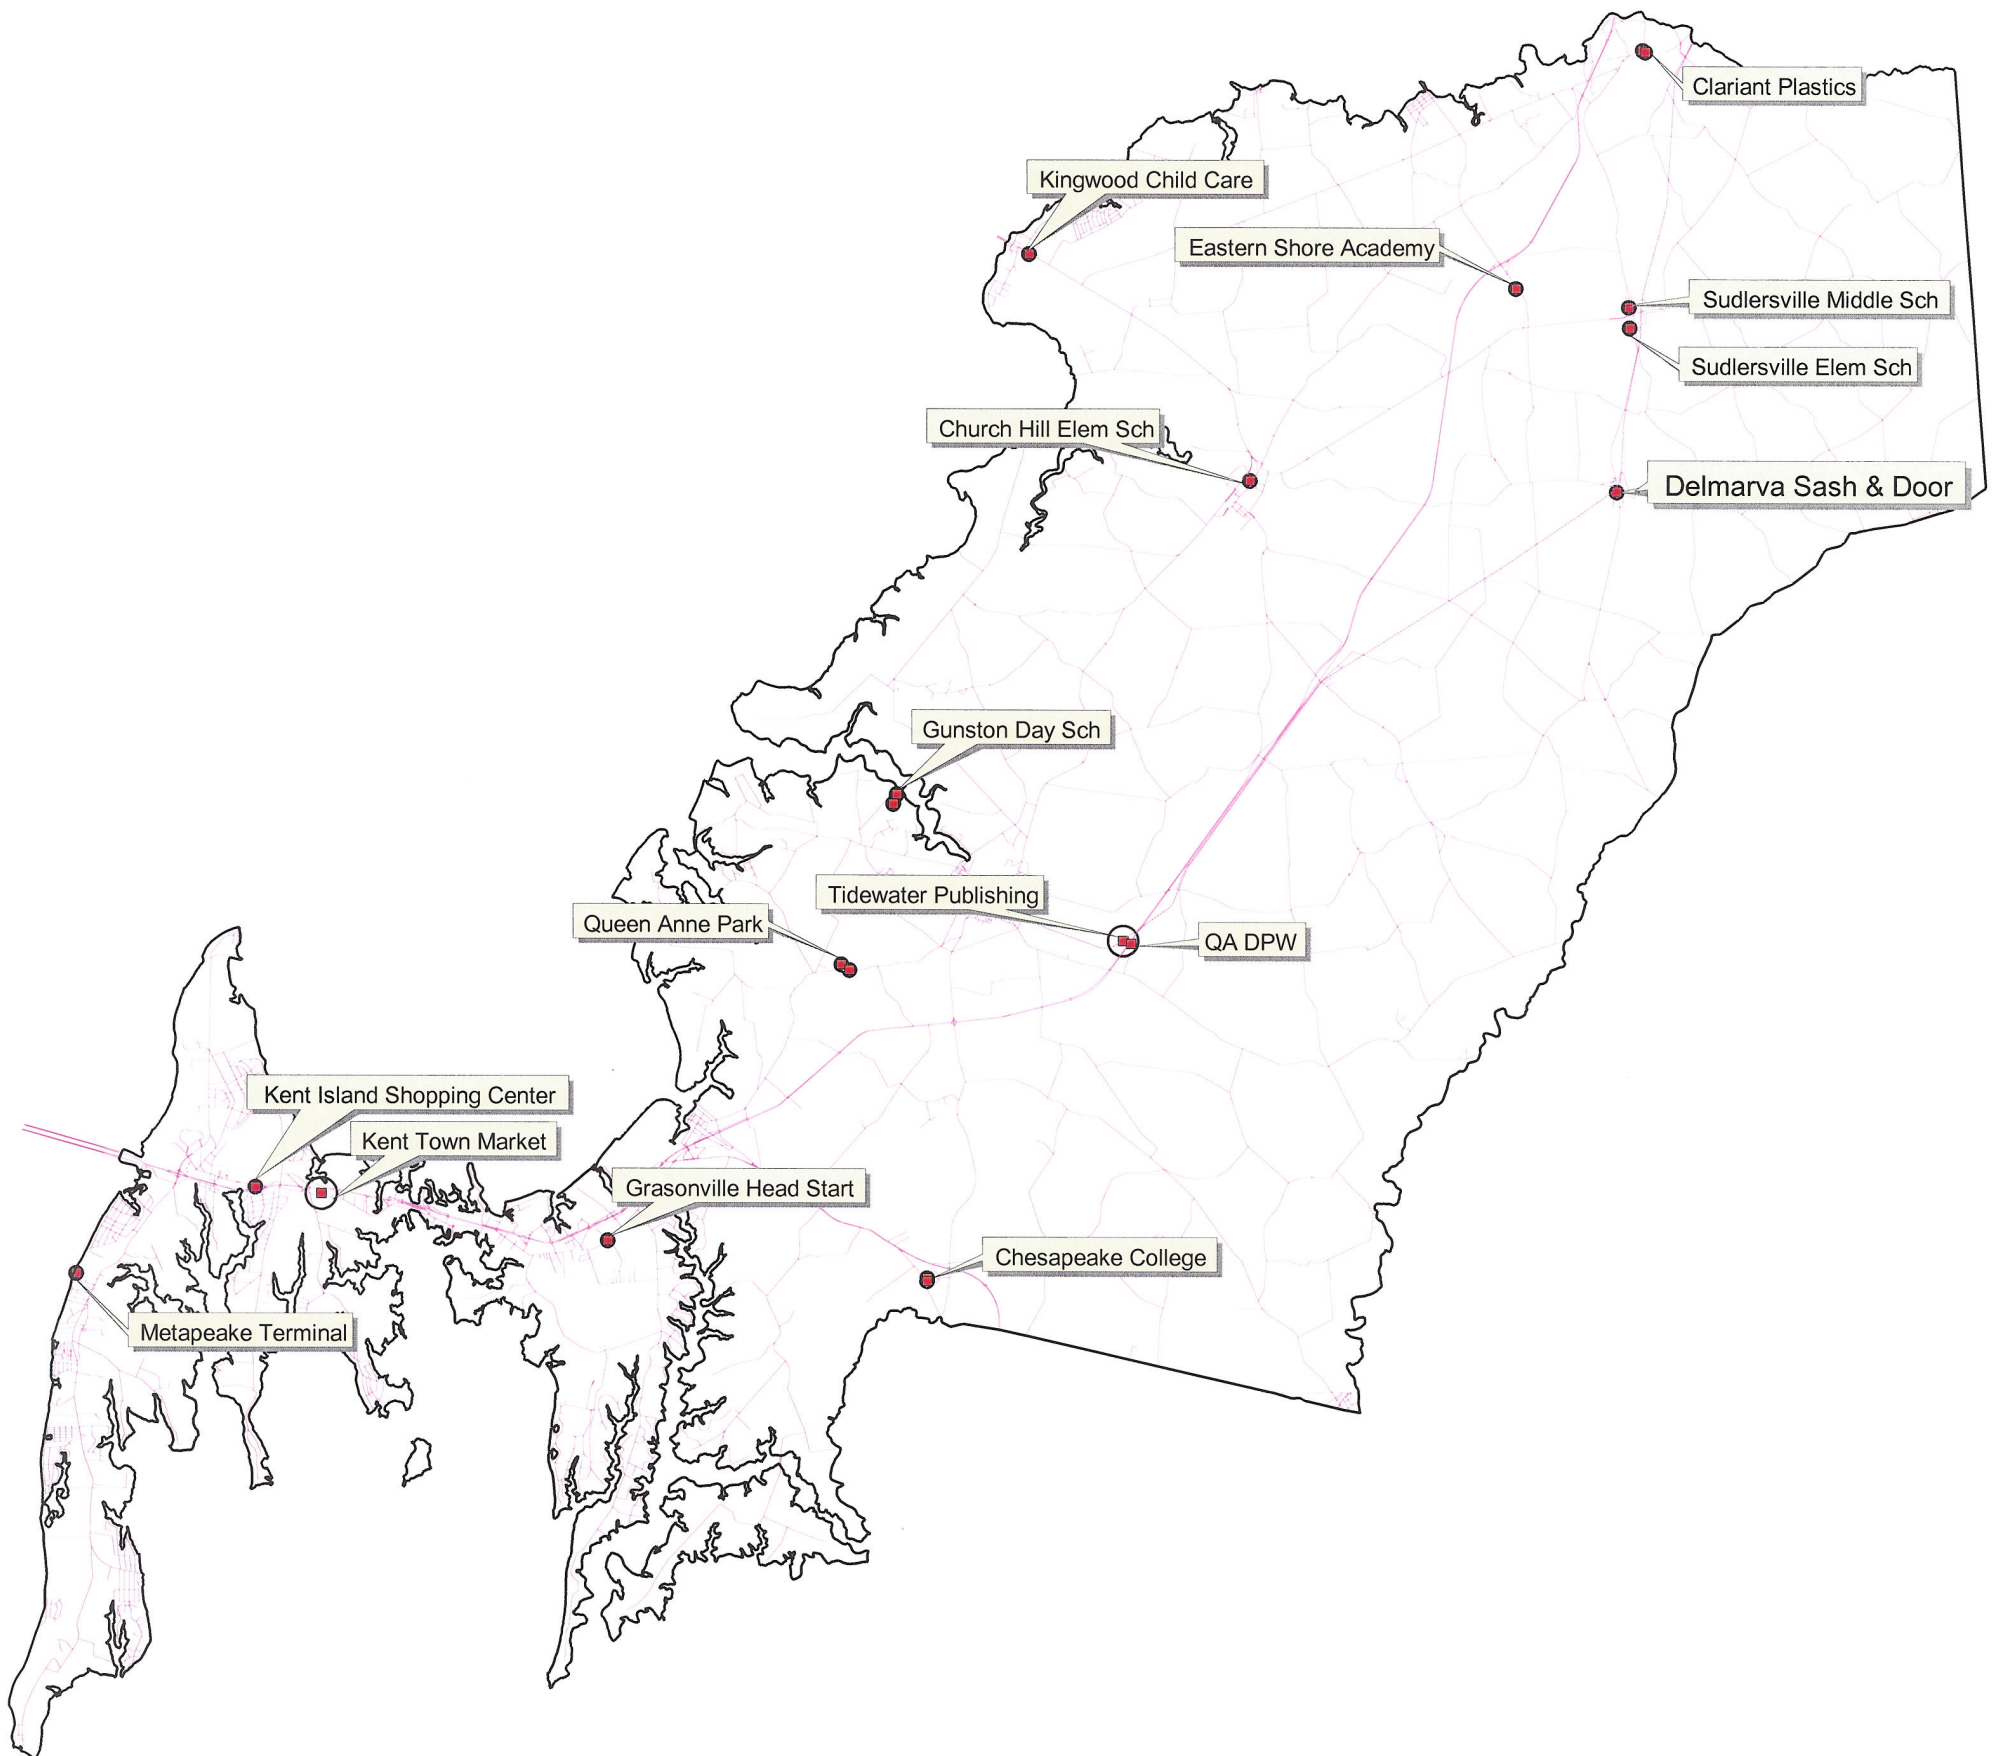 Clariant Plastics
Kingwood Child Care
Eastern Shore Academy
Sudlersville Middle Sch
Sudlersville Elem Sch
Church Hill Elem Sch
Delmarva Sash & Door
Gunston Day Sch
Tidewater Publishing
Queen Anne Park
QA DPW
Kent Island Shopping Center
Kent Town Market
Grasonville Head Start
Chesapeake College
Metapeake Terminal